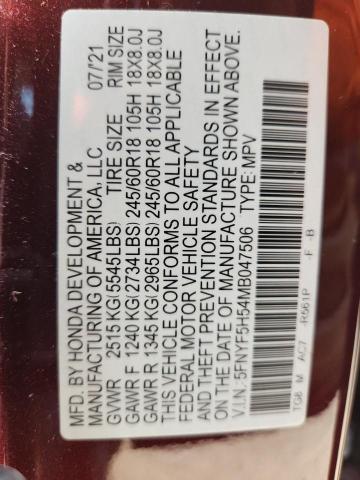 MFD. BY HONDA DEVELOPMENT &
MANUFACTURING OF AMERICA, LLC 07/21
GVWR 2515 KG(5545LBS) TIRE SIZE RIM SIZE
GAWR F 1240 KG(2734LBS) 245/60R18 105H 18X8.0J
GAWR R 1345 KG(2965LBS) 245/60R18 105H 18X8.0J
THIS VEHICLE CONFORMS TO ALL APPLICABLE
FEDERAL MOTOR VEHICLE SAFETY
AND THEFT PREVENTION STANDARDS IN EFFECT
ON THE DATE OF MANUFACTURE SHOWN ABOVE.
V.I.N.: 5FNYF5H54MB047506 TYPE: MPV
TG8 M AC7 -R561P -F -B